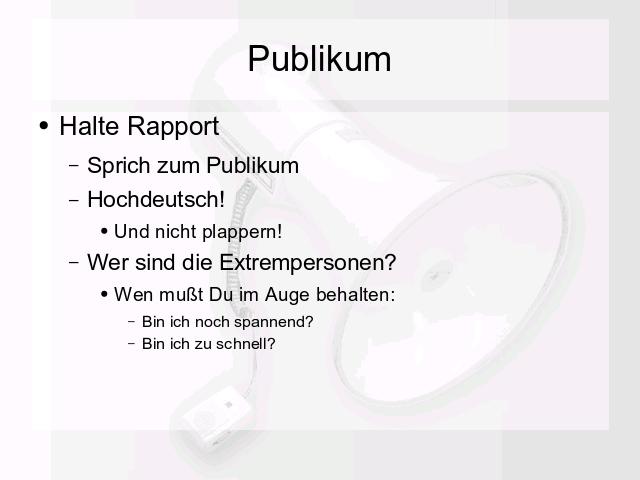 Publikum
• Halte Rapport
– Sprich zum Publikum
– Hochdeutsch!
• Und nicht plappern!
– Wer sind die Extrempersonen?
• Wen mußt Du im Auge behalten:
– Bin ich noch spannend?
– Bin ich zu schnell?